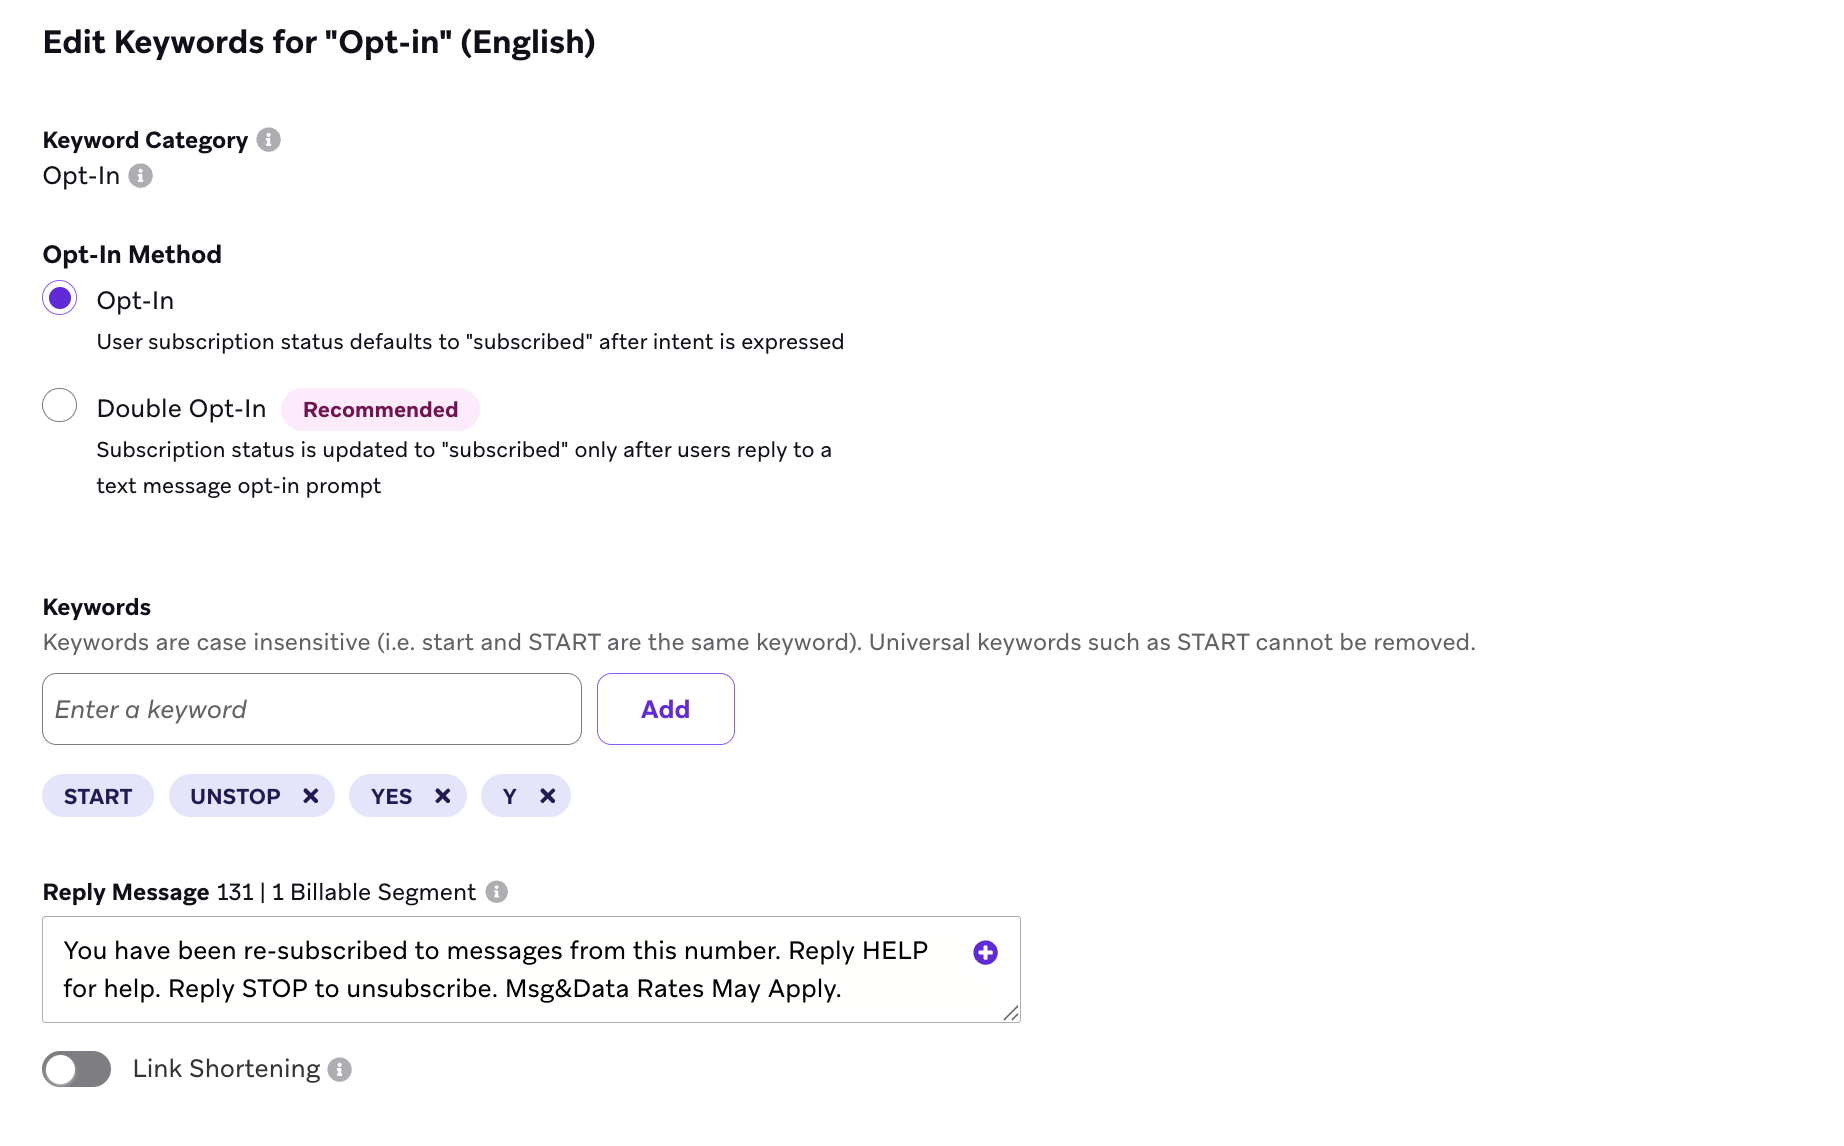 Edit Keywords for "Opt-in" (English)
Keyword Category
Opt-In
Opt-In Method
Opt-In
User subscription status defaults to "subscribed" after intent is expressed
Double Opt-In Recommended
Subscription status is updated to "subscribed" only after users reply to a
text message opt-in prompt
Keywords
Keywords are case insensitive (i.e. start and START are the same keyword). Universal keywords such as START cannot be removed.
Enter a keyword Add
START UNSTOP YES Y
Reply Message 131 | 1 Billable Segment
You have been re-subscribed to messages from this number. Reply HELP
for help. Reply STOP to unsubscribe. Msg&Data Rates May Apply.
Link Shortening